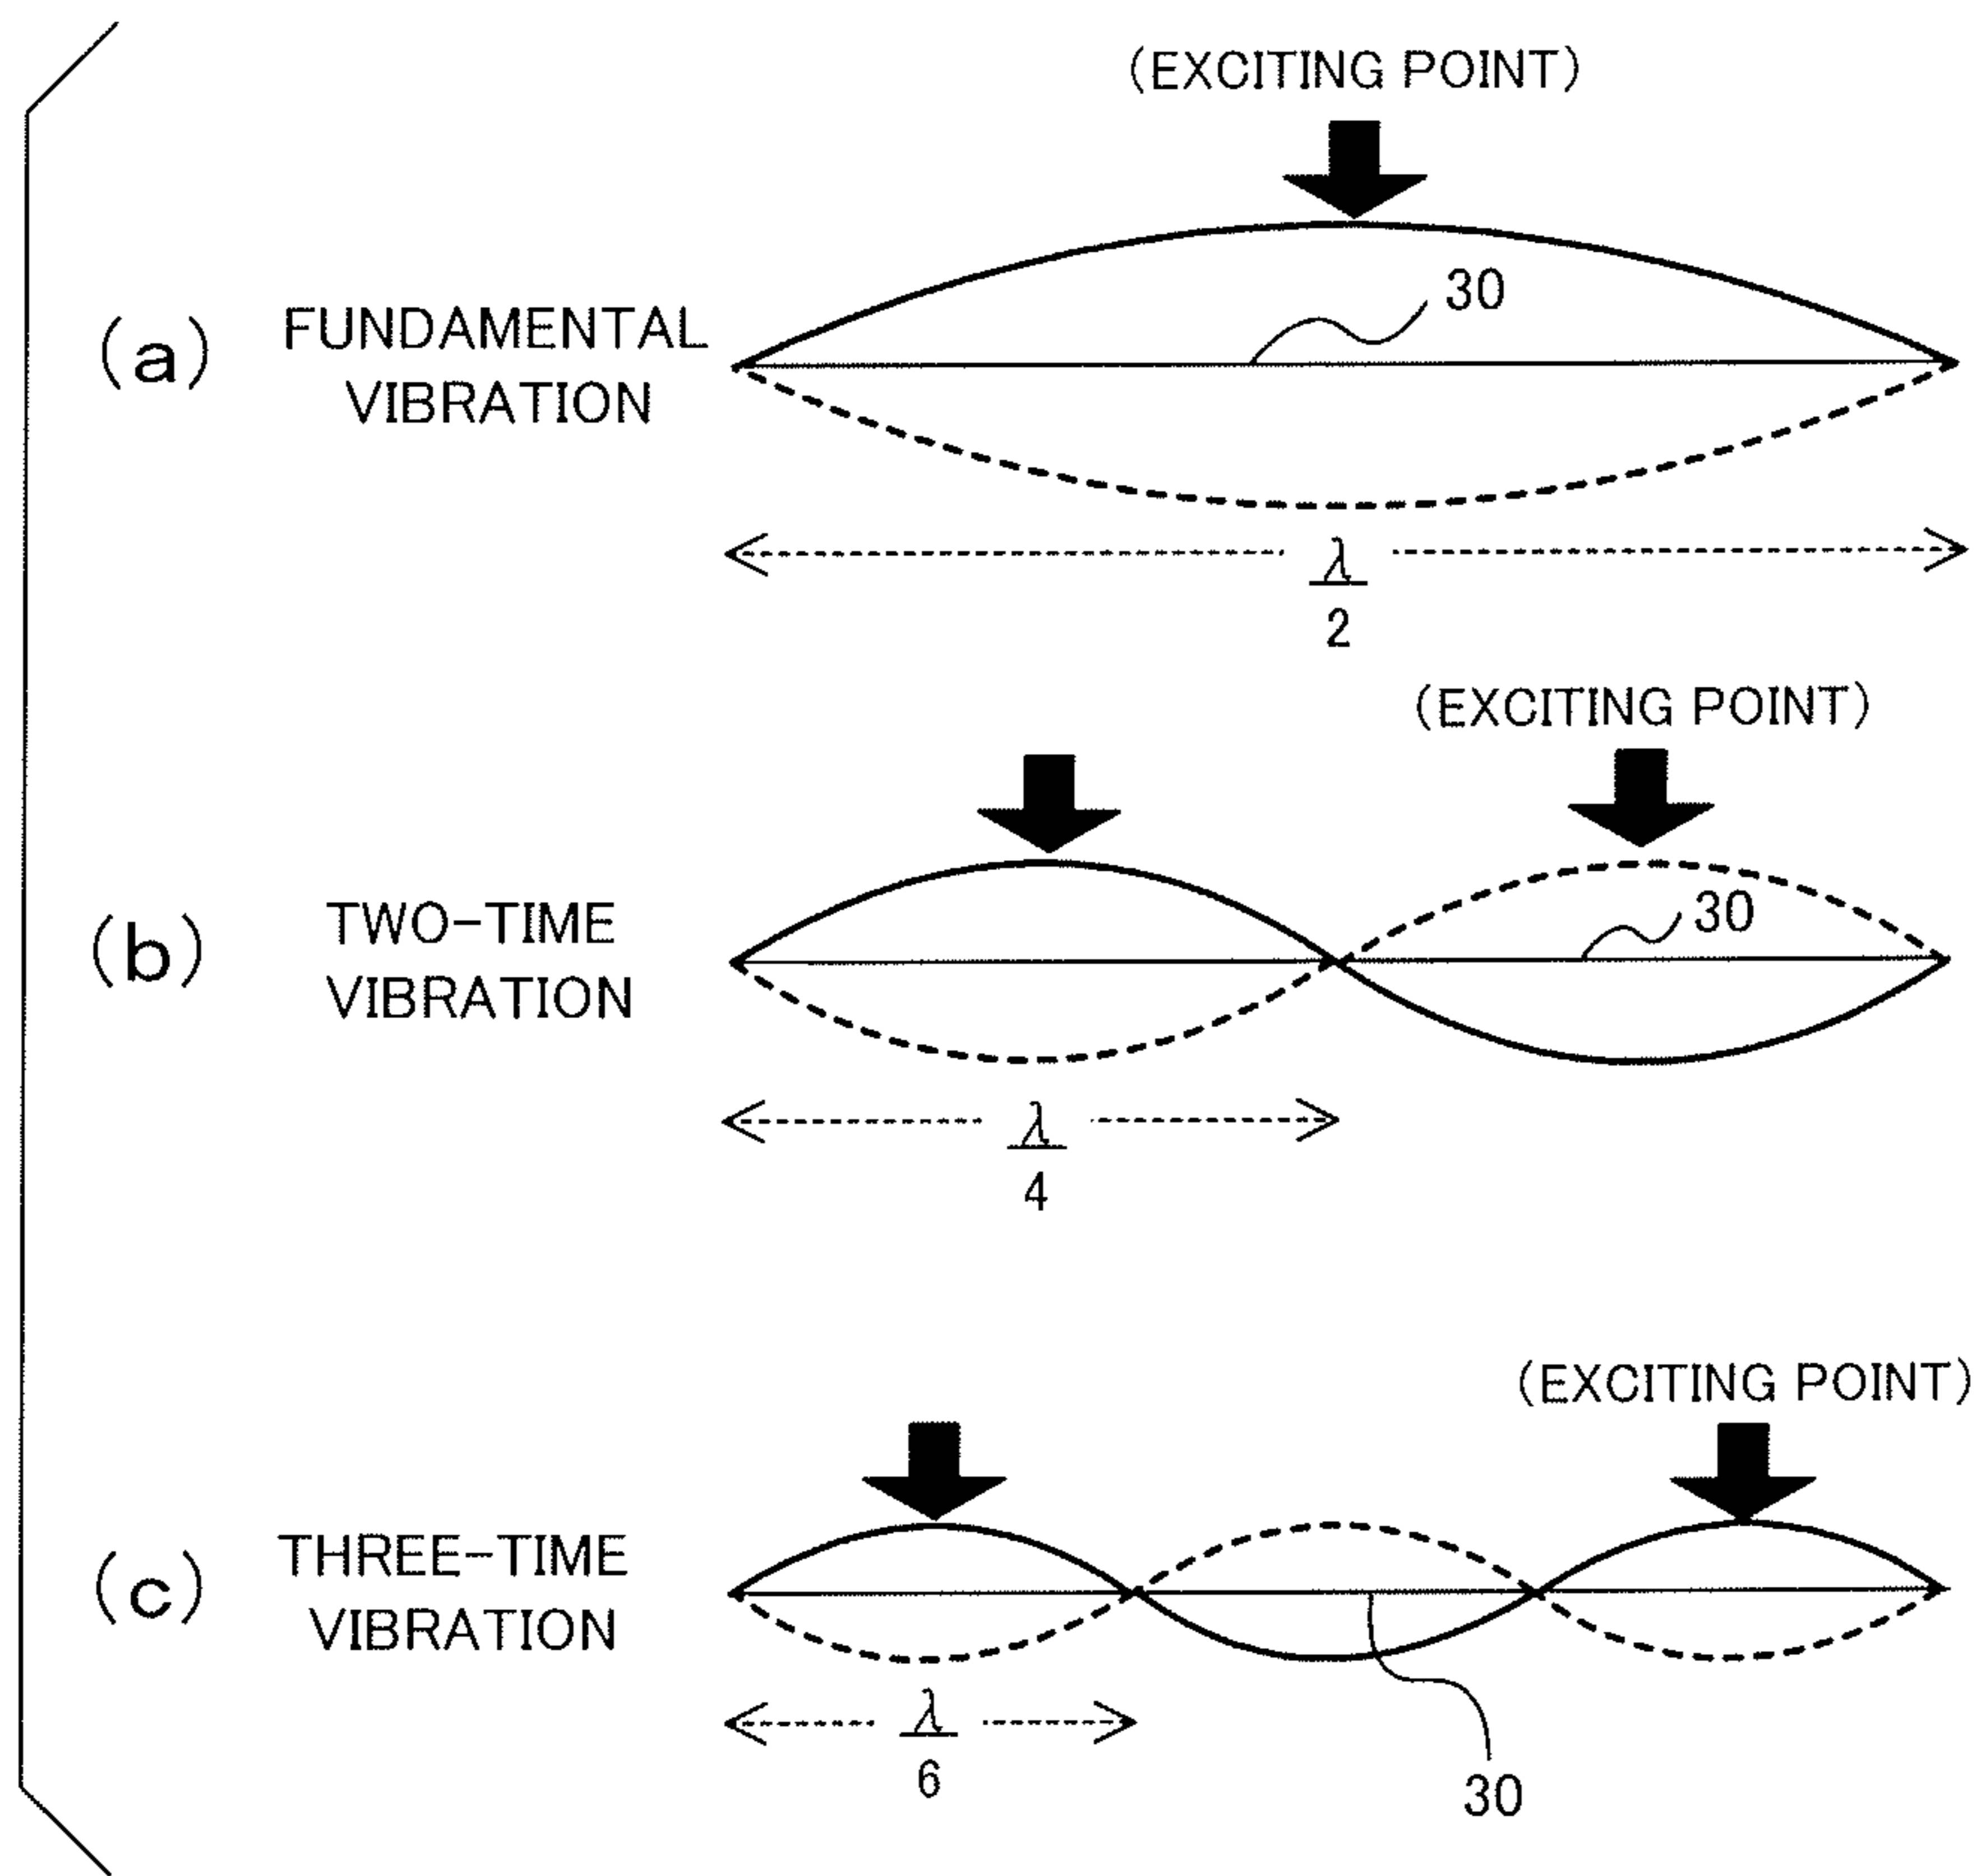 (EXCITING POINT)
30
(a)
FUNDAMENTAL
VIBRATION
λ
2
(EXCITING POINT)
30
(b)
TWO-TIME
VIBRATION
λ
4
(EXCITING POINT)
(c)
THREE-TIME
VIBRATION
λ
6
30